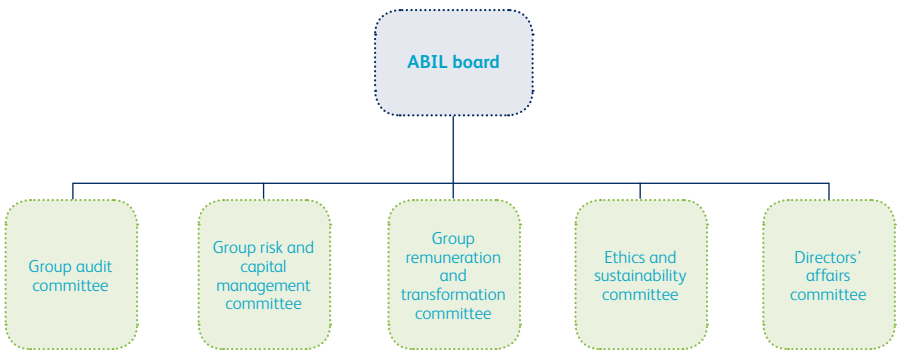 ABIL board
Group audit
committee
Group risk and
capital
management
committee
Group
remuneration
and
transformation
committee
Ethics and
sustainability
committee
Directors’
affairs
committee